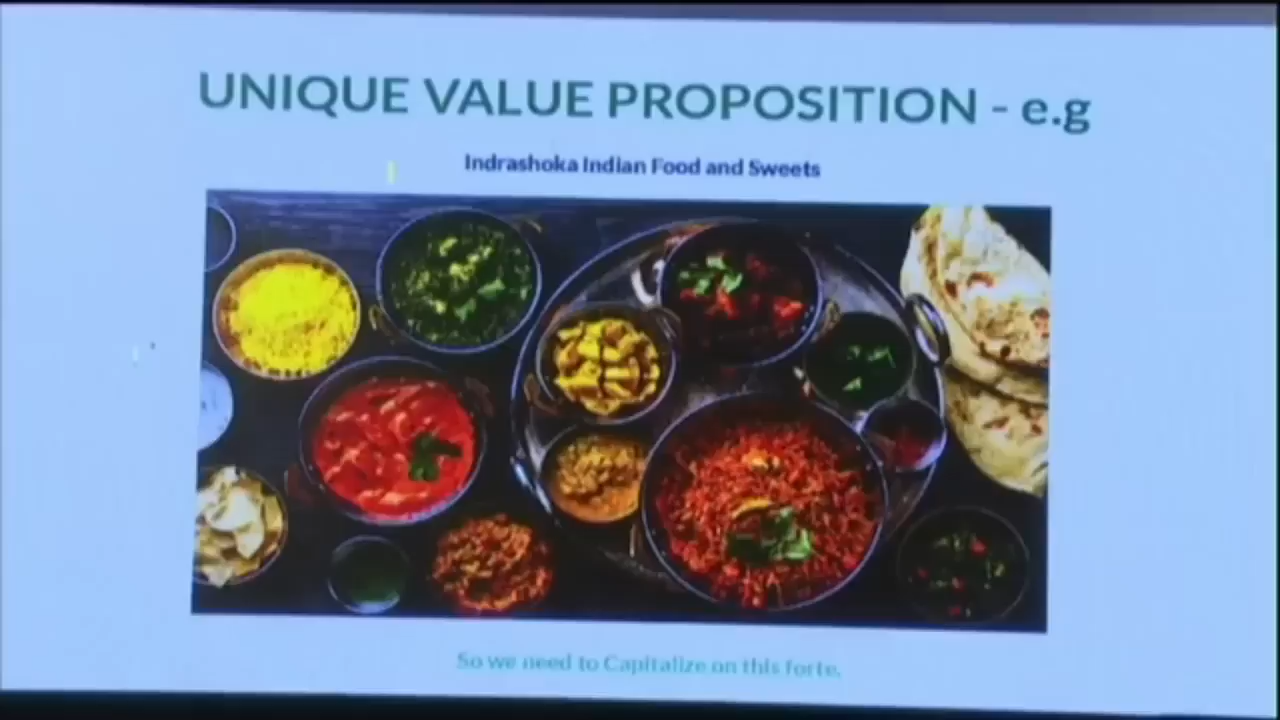 UNIQUE VALUE PROPOSITION - e.g
Indrashoka Indian Food and Sweets
So we need to Capitalize on this forte.